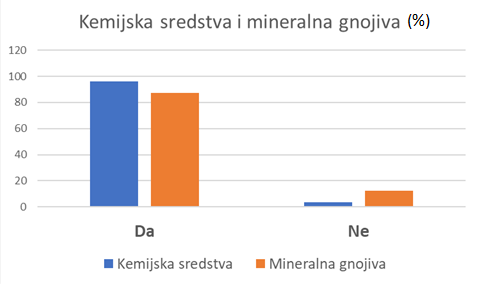 Kemijska sredstva i mineralna gnojiva (%)
120
100
80
60
40
20
0
Da Ne
Kemijska sredstva Mineralna gnojiva